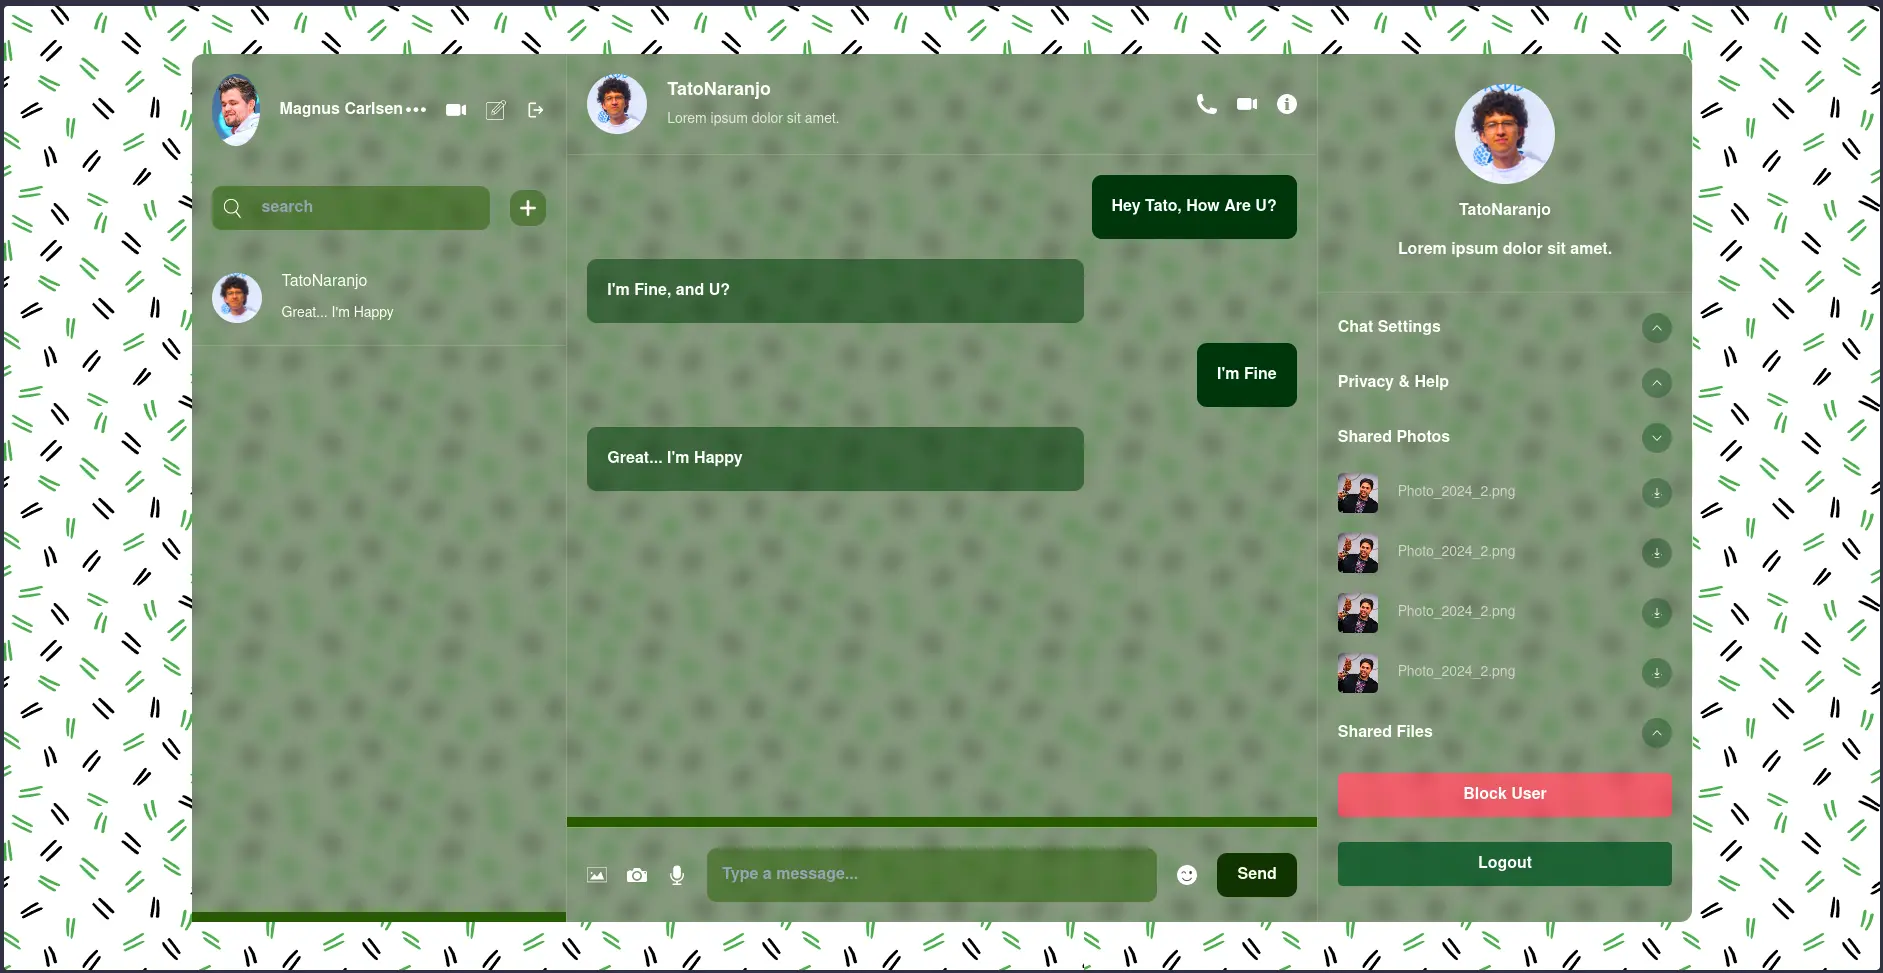 Magnus Carlsen
search
TatoNaranjo
Great... I'm Happy
TatoNaranjo
Lorem ipsum dolor sit amet.
Hey Tato, How Are U?
I'm Fine, and U?
I'm Fine
Great... I'm Happy
Type a message...
Send
TatoNaranjo
Lorem ipsum dolor sit amet.
Chat Settings
Privacy & Help
Shared Photos
Photo_2024_2.png
Photo_2024_2.png
Photo_2024_2.png
Photo_2024_2.png
Shared Files
Block User
Logout